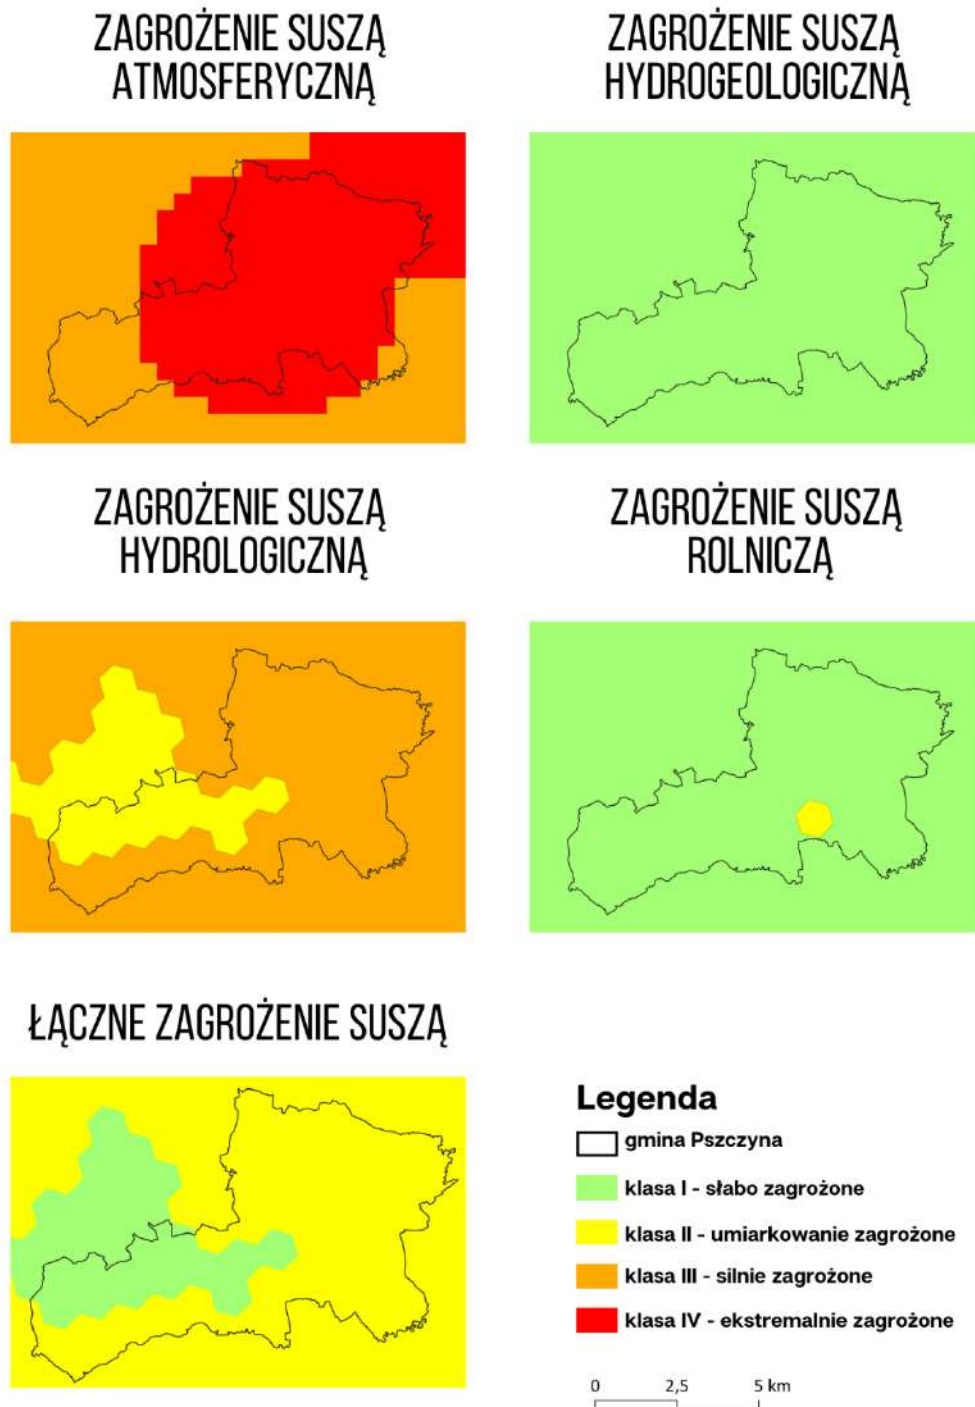 ZAGROŻENIE SUSZĄ
ATMOSFERYCZNĄ
ZAGROŻENIE SUSZĄ
HYDROGEOLOGICZNĄ
ZAGROŻENIE SUSZĄ
HYDROLOGICZNĄ
ZAGROŻENIE SUSZĄ
ROLNICZĄ
ŁĄCZNE ZAGROŻENIE SUSZĄ
Legenda
gmina Pszczyna
klasa I - słabo zagrożone
klasa II - umiarkowanie zagrożone
klasa III - silnie zagrożone
klasa IV - ekstremalnie zagrożone
0 2,5 5 km